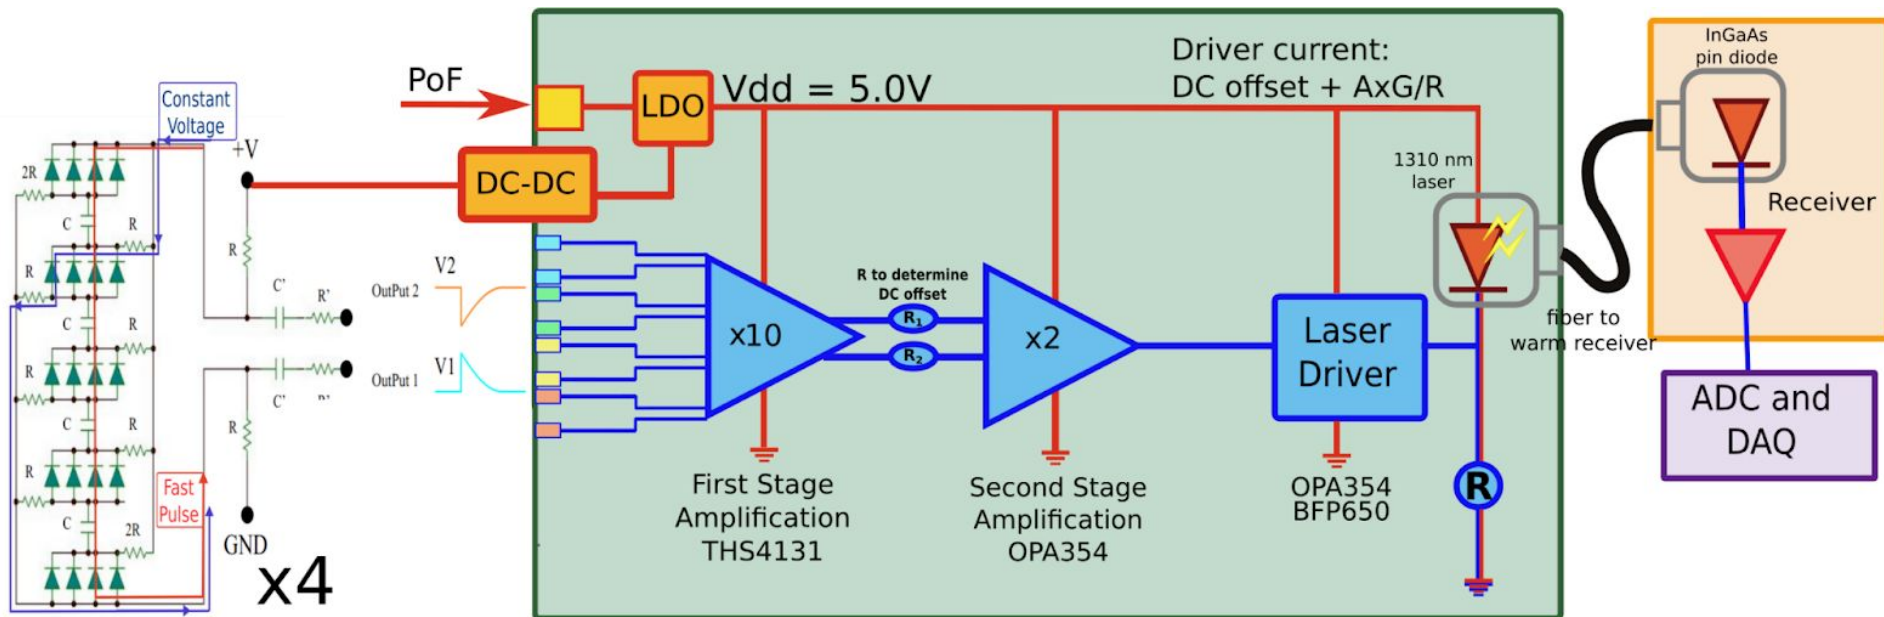 Constant
Voltage
+V
2R
C
R
R
C
R
R
C
R
R
C
2R
Fast
Pulse
R
C'
R'
C'
R
GND
x4
OutPut 2
V2
OutPut 1
V1
PoF
LDO
DC-DC
Vdd = 5.0V
Driver current:
DC offset + AxG/R
x10
R to determine
DC offset
R1
R2
x2
Laser
Driver
First Stage
Amplification
THS4131
Second Stage
Amplification
OPA354
OPA354
BFP650
1310 nm
laser
R
fiber to
warm receiver
InGaAs
pin diode
Receiver
ADC and
DAQ